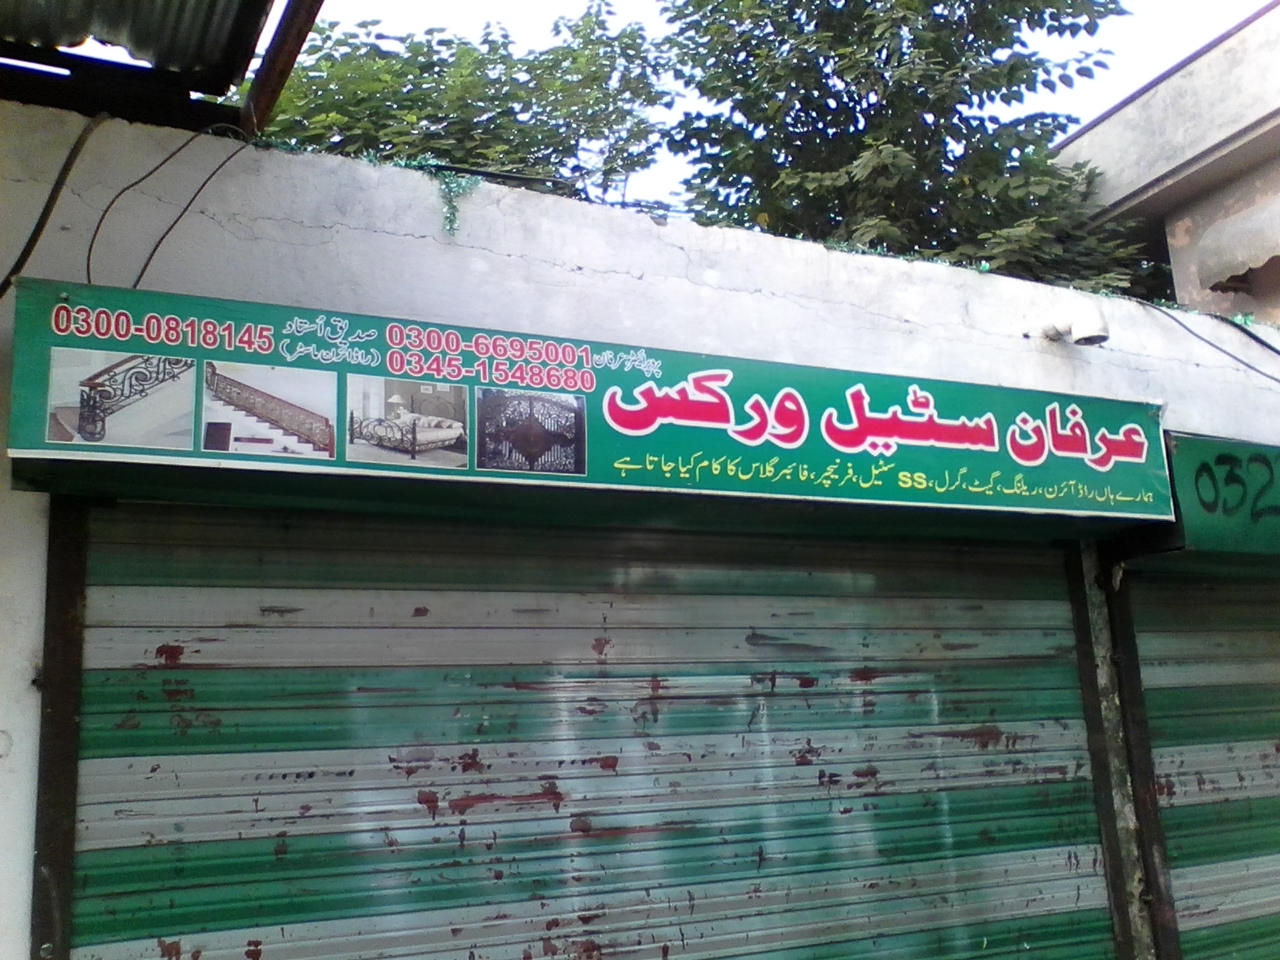 عرفان سٹیل ورکس
ہمارے ہاں راڈ آئرن، ریلنگ، گیٹ، گرل، SS سٹیل، فرنیچر، فائبر گلاس کا کام کیا جاتا ہے
پروپرائیٹر: عرفان 0300-6695001
0345-1548680
صدیق اُستاد 0300-0818145
(راڈ آئرن ماسٹر)